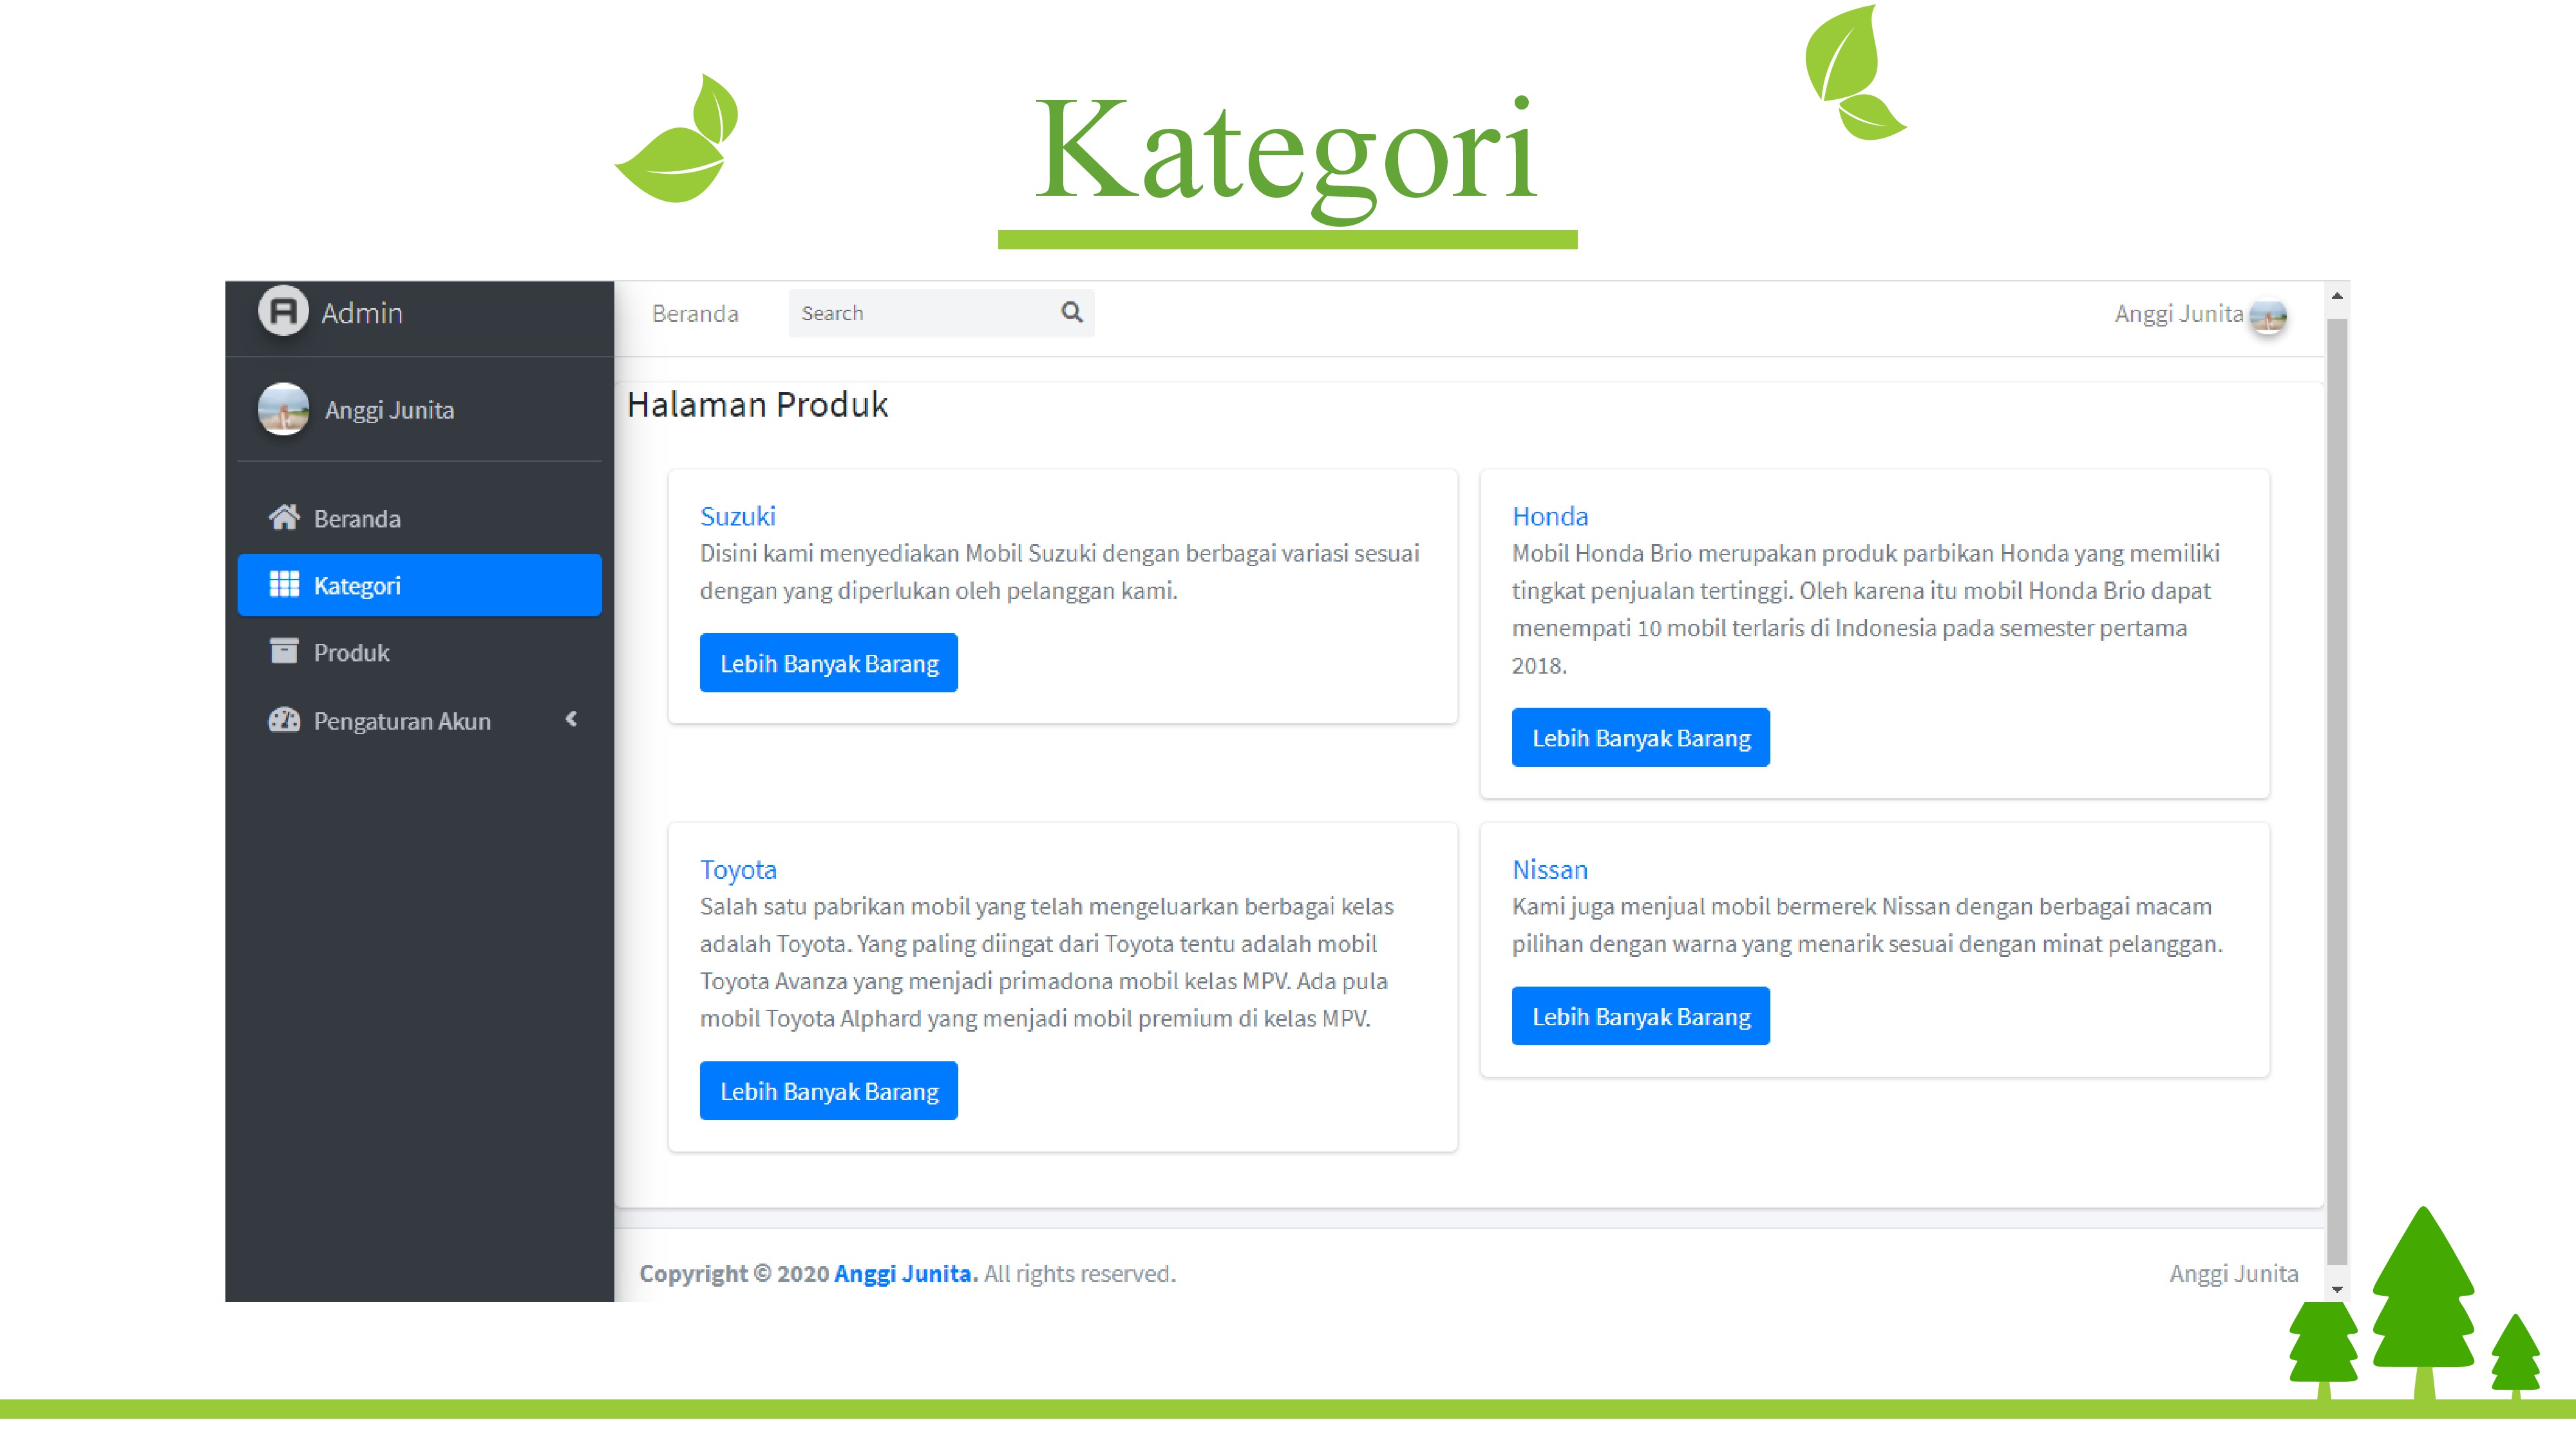 Kategori
Admin
Beranda
Search
Anggi Junita
Anggi Junita
Beranda
Kategori
Produk
Pengaturan Akun
Halaman Produk
Suzuki
Disini kami menyediakan Mobil Suzuki dengan berbagai variasi sesuai
dengan yang diperlukan oleh pelanggan kami.
Lebih Banyak Barang
Honda
Mobil Honda Brio merupakan produk parbikan Honda yang memiliki
tingkat penjualan tertinggi. Oleh karena itu mobil Honda Brio dapat
menempati 10 mobil terlaris di Indonesia pada semester pertama
2018.
Lebih Banyak Barang
Toyota
Salah satu pabrikan mobil yang telah mengeluarkan berbagai kelas
adalah Toyota. Yang paling diingat dari Toyota tentu adalah mobil
Toyota Avanza yang menjadi primadona mobil kelas MPV. Ada pula
mobil Toyota Alphard yang menjadi mobil premium di kelas MPV.
Lebih Banyak Barang
Nissan
Kami juga menjual mobil bermerek Nissan dengan berbagai macam
pilihan dengan warna yang menarik sesuai dengan minat pelanggan.
Lebih Banyak Barang
Copyright © 2020 Anggi Junita. All rights reserved.
Anggi Junita